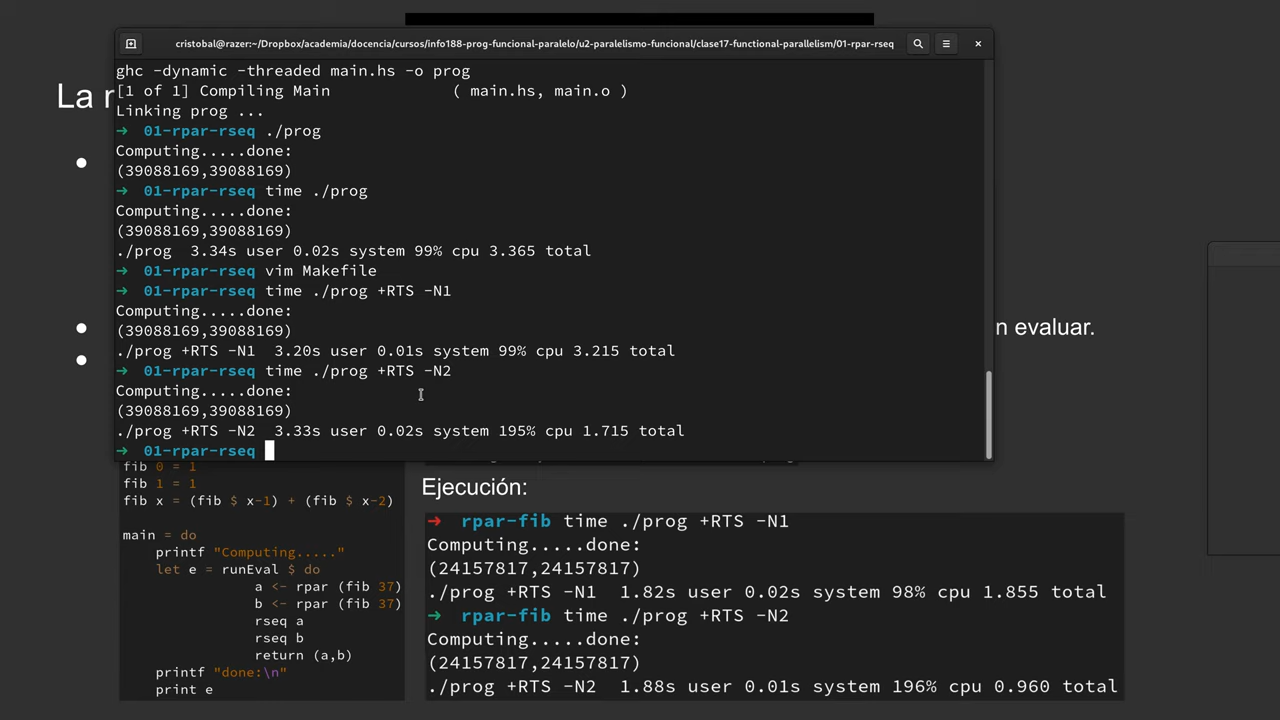 cristobal@razer:~/Dropbox/academia/docencia/cursos/info188-prog-funcional-paralelo/u2-paralelismo-funcional/clase17-functional-parallelism/01-rpar-rseq
ghc -dynamic -threaded main.hs -o prog
[1 of 1] Compiling Main ( main.hs, main.o )
Linking prog ...
→ 01-rpar-rseq ./prog
Computing.....done:
(39088169,39088169)
→ 01-rpar-rseq time ./prog
Computing.....done:
(39088169,39088169)
./prog 3.34s user 0.02s system 99% cpu 3.365 total
→ 01-rpar-rseq vim Makefile
→ 01-rpar-rseq time ./prog +RTS -N1
Computing.....done:
(39088169,39088169)
./prog +RTS -N1 3.20s user 0.01s system 99% cpu 3.215 total
→ 01-rpar-rseq time ./prog +RTS -N2
Computing.....done:
(39088169,39088169)
./prog +RTS -N2 3.33s user 0.02s system 195% cpu 1.715 total
→ 01-rpar-rseq
La
n evaluar.
fib 0 = 1
fib 1 = 1
fib x = (fib $ x-1) + (fib $ x-2)
main = do
printf "Computing....."
let e = runEval $ do
a <- rpar (fib 37)
b <- rpar (fib 37)
rseq a
rseq b
return (a,b)
printf "done:\n"
print e
Ejecución:
→ rpar-fib time ./prog +RTS -N1
Computing.....done:
(24157817,24157817)
./prog +RTS -N1 1.82s user 0.02s system 98% cpu 1.855 total
→ rpar-fib time ./prog +RTS -N2
Computing.....done:
(24157817,24157817)
./prog +RTS -N2 1.88s user 0.01s system 196% cpu 0.960 total